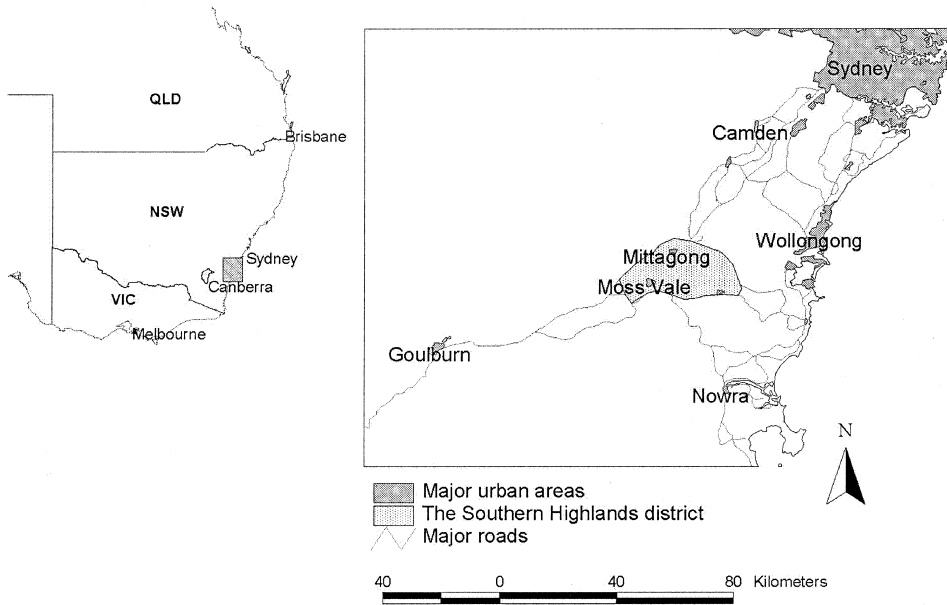 QLD
Brisbane
NSW
Sydney
Canberra
VIC
Melbourne
Sydney
Camden
Wollongong
Mittagong
Moss Vale
Goulburn
Nowra
N
Major urban areas
The Southern Highlands district
Major roads
40 0 40 80 Kilometers